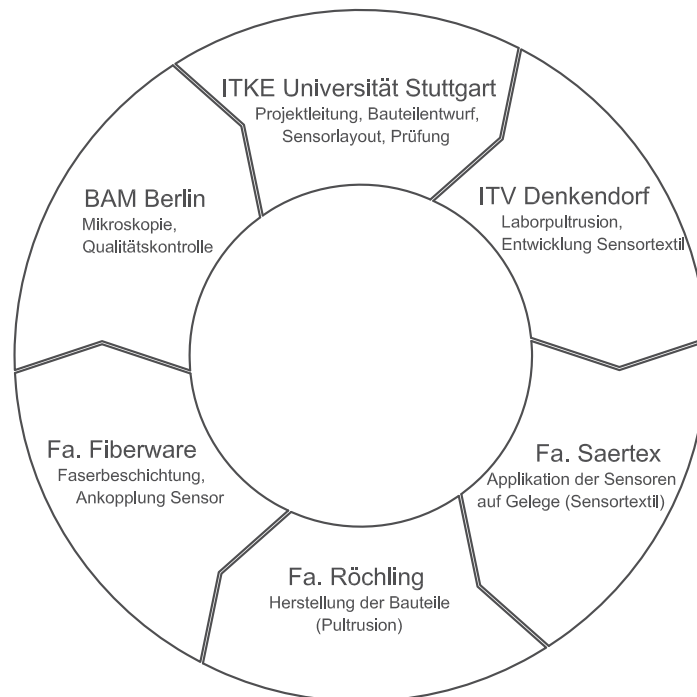 ITKE Universität Stuttgart
Projektleitung, Bauteilentwurf,
Sensorlayout, Prüfung
ITV Denkendorf
Laborpultrusion,
Entwicklung Sensortextil
Fa. Saertex
Applikation der Sensoren
auf Gelege (Sensortextil)
Fa. Röchling
Herstellung der Bauteile
(Pultrusion)
Fa. Fiberware
Faserbeschichtung,
Ankopplung Sensor
BAM Berlin
Mikroskopie,
Qualitätskontrolle